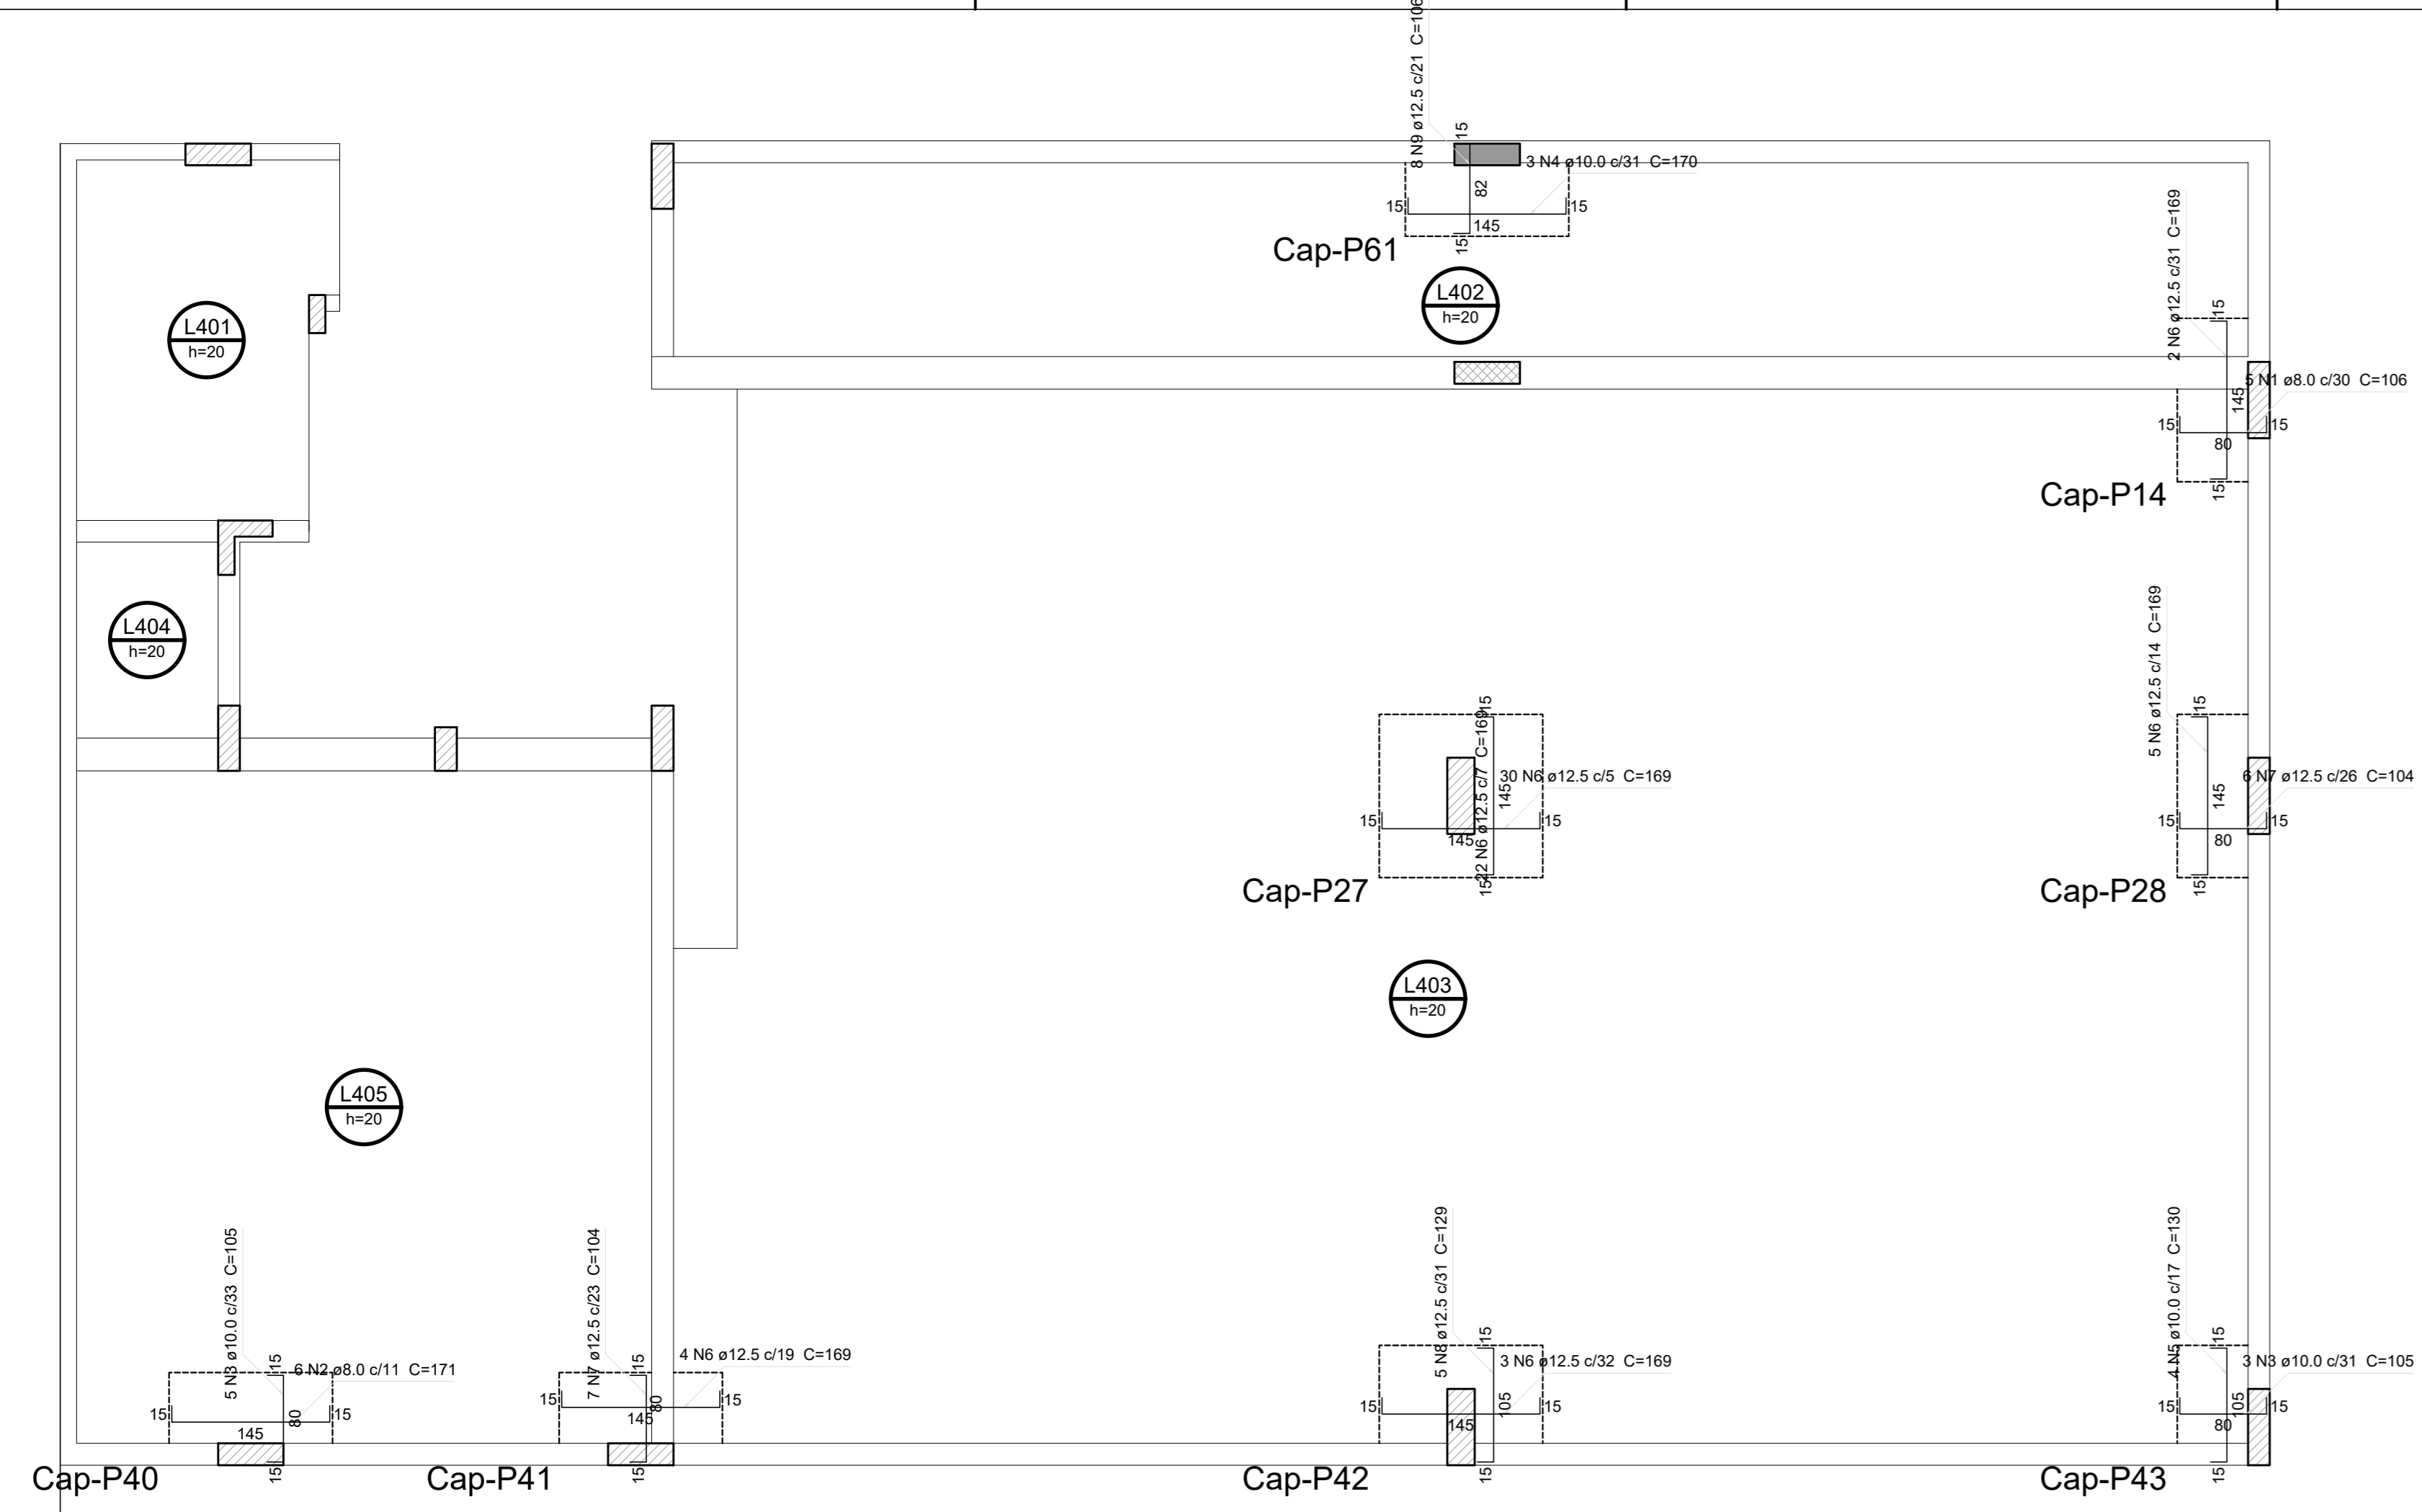 8 N9 ø12.5 c/21  C=106
15
82
15
3 N4 ø10.0 c/31  C=170
15
145
15
Cap-P61
L402
h=20
2 N6 ø12.5 c/31  C=169
15
145
15
5 N1 ø8.0 c/30  C=106
15
80
15
Cap-P14
L401
h=20
L404
h=20
22 N6 ø12.5 c/7  C=169
15
145
15
30 N6 ø12.5 c/5  C=169
15
145
15
Cap-P27
5 N6 ø12.5 c/14  C=169
15
145
15
6 N7 ø12.5 c/26  C=104
15
80
15
Cap-P28
L403
h=20
L405
h=20
5 N3 ø10.0 c/33  C=105
15
80
15
6 N2 ø8.0 c/11  C=171
15
145
15
Cap-P40
7 N7 ø12.5 c/23  C=104
15
80
15
4 N6 ø12.5 c/19  C=169
15
145
15
Cap-P41
5 N8 ø12.5 c/31  C=129
15
105
15
3 N6 ø12.5 c/32  C=169
15
145
15
Cap-P42
4 N5 ø10.0 c/17  C=130
15
105
15
3 N3 ø10.0 c/31  C=105
15
80
15
Cap-P43